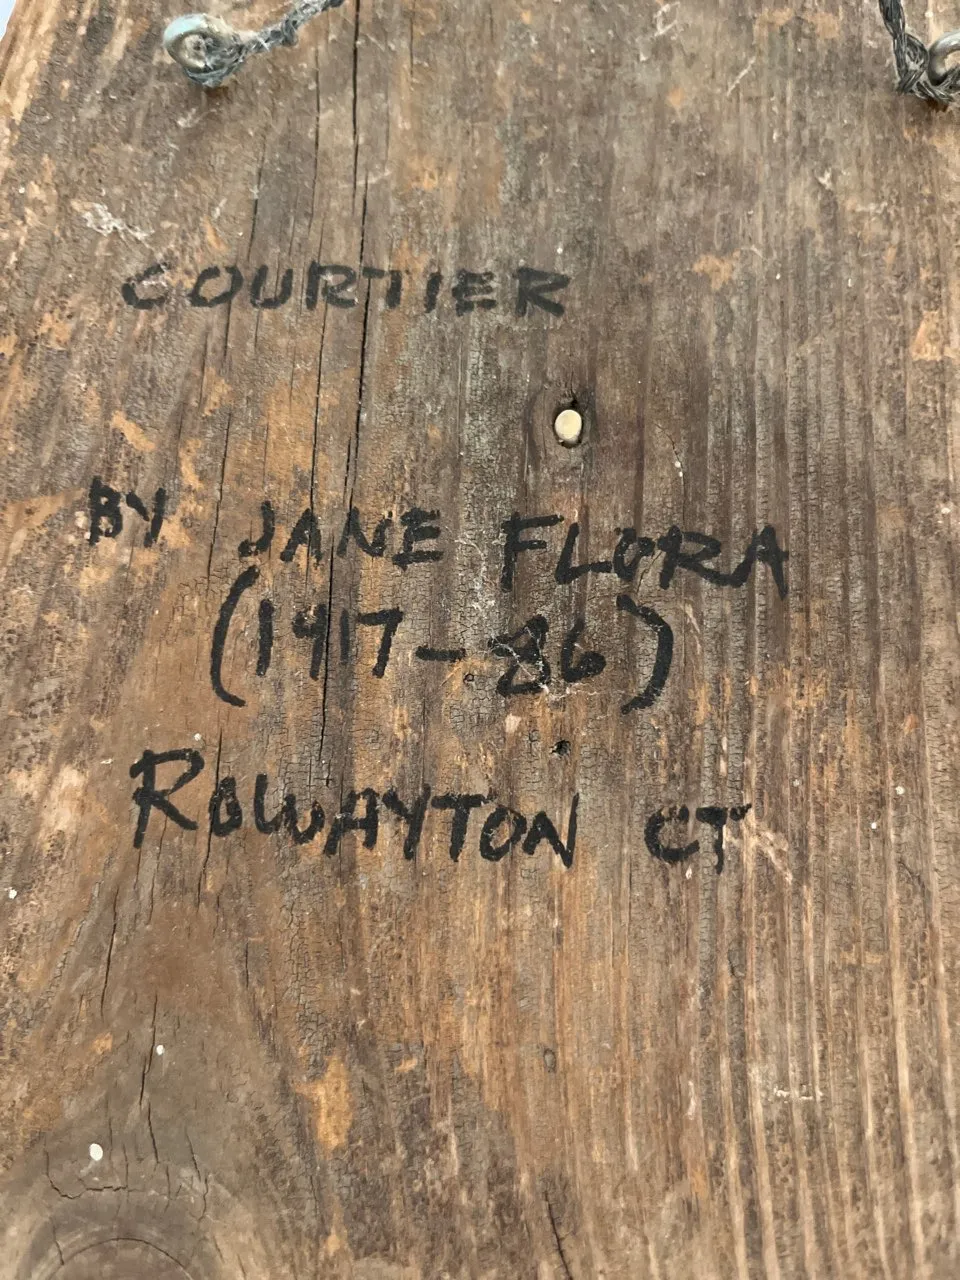 COURTIER
BY JANE FLORA
(1917-86)
ROWAYTON CT